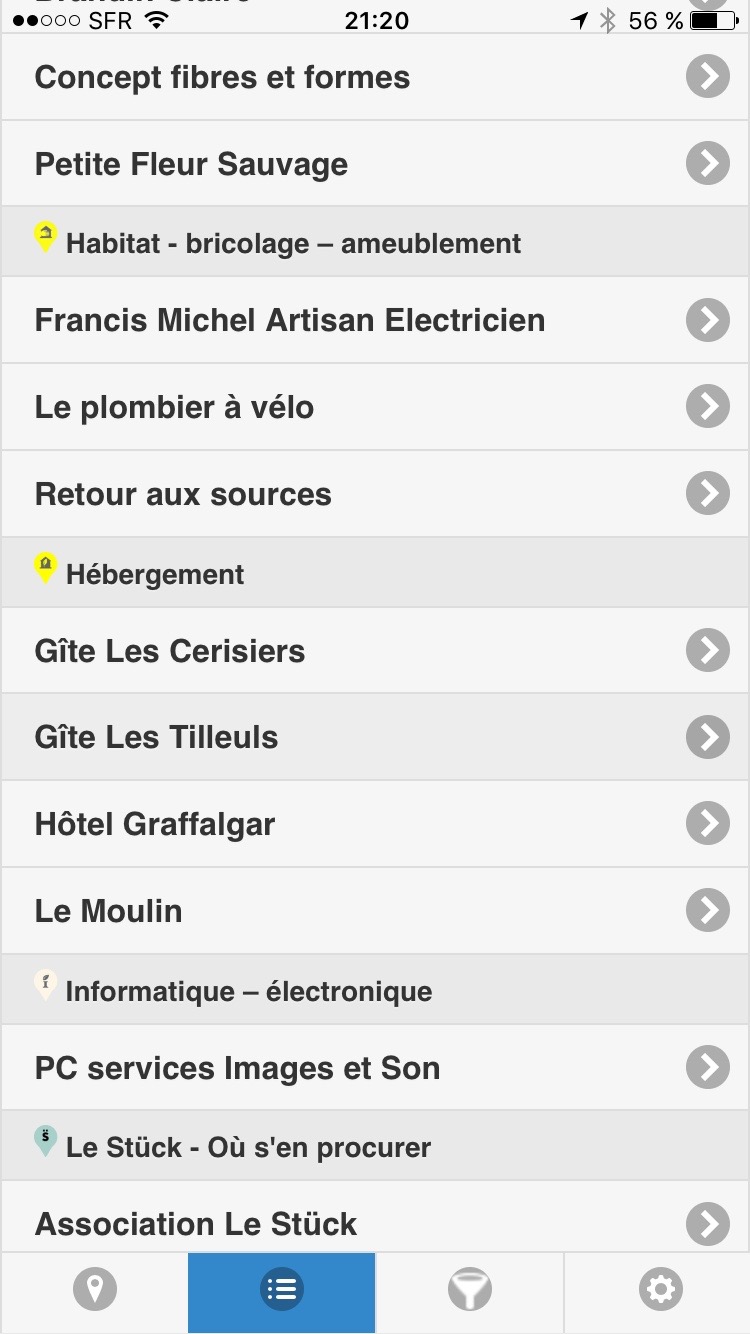 SFR 21:20 56 %
Concept fibres et formes
Petite Fleur Sauvage
Habitat - bricolage – ameublement
Francis Michel Artisan Electricien
Le plombier à vélo
Retour aux sources
Hébergement
Gîte Les Cerisiers
Gîte Les Tilleuls
Hôtel Graffalgar
Le Moulin
Informatique – électronique
PC services Images et Son
S̈ Le Stück - Où s'en procurer
Association Le Stück